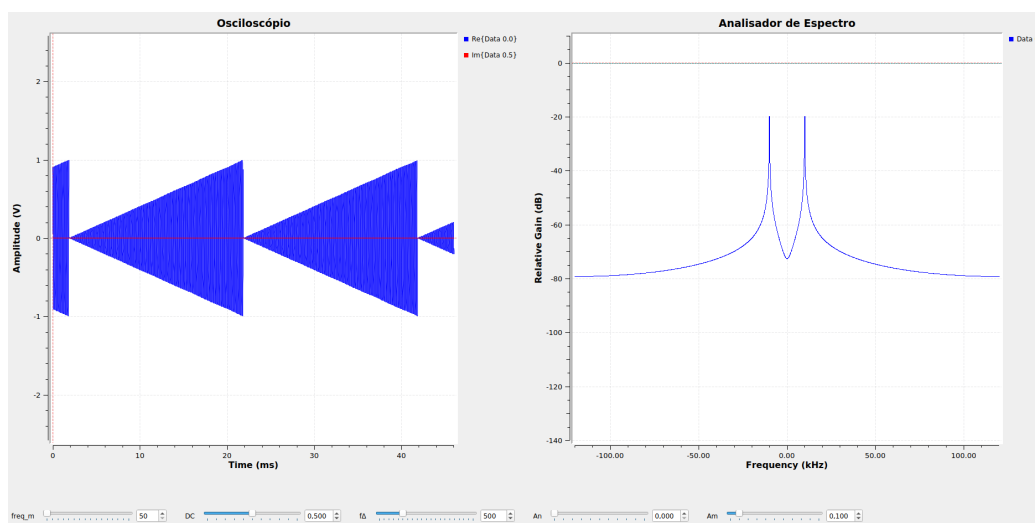 Osciloscópio
Re{Data 0.0}
Im{Data 0.5}
2
1
0
-1
-2
Amplitude (V)
0
10
20
30
40
Time (ms)
Analisador de Espectro
Data
0
-20
-40
-60
-80
-100
-120
-140
Relative Gain (dB)
-100.00
-50.00
0.00
50.00
100.00
Frequency (kHz)
freq_m 50 DC 0.500 fΔ 500 An 0.000 Am 0.100